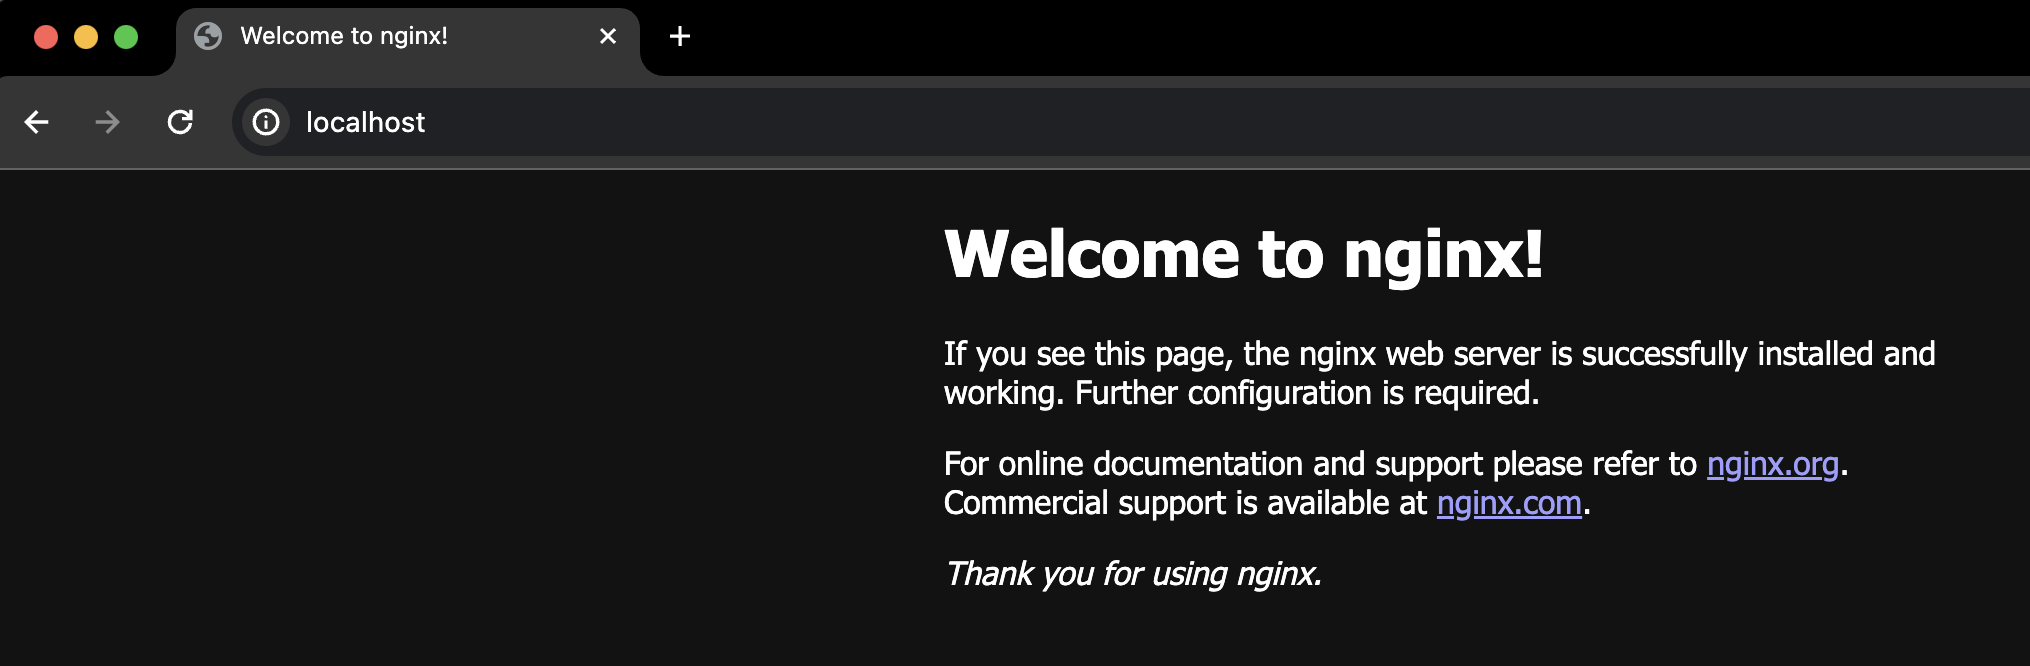 Welcome to nginx!
localhost
Welcome to nginx!
If you see this page, the nginx web server is successfully installed and
working. Further configuration is required.
For online documentation and support please refer to nginx.org.
Commercial support is available at nginx.com.
Thank you for using nginx.